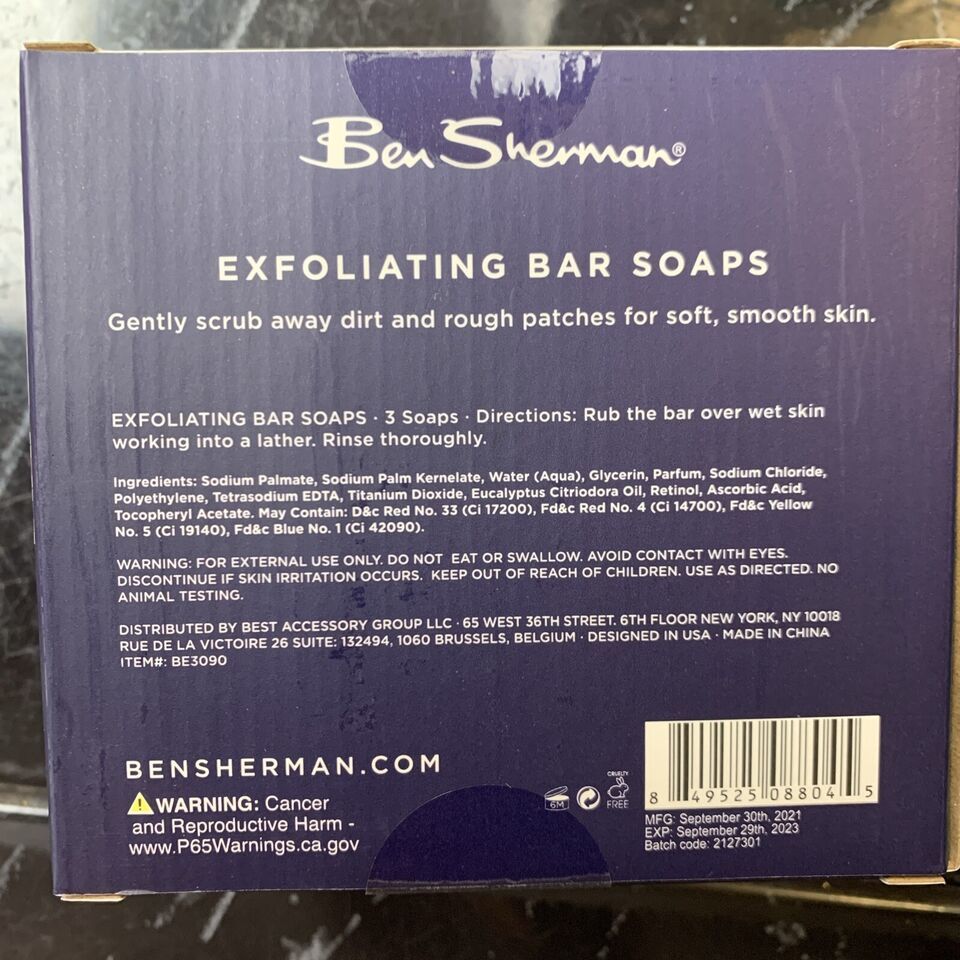 Ben Sherman®
EXFOLIATING BAR SOAPS
Gently scrub away dirt and rough patches for soft, smooth skin.
EXFOLIATING BAR SOAPS · 3 Soaps · Directions: Rub the bar over wet skin
working into a lather. Rinse thoroughly.
Ingredients: Sodium Palmate, Sodium Palm Kernelate, Water (Aqua), Glycerin, Parfum, Sodium Chloride,
Polyethylene, Tetrasodium EDTA, Titanium Dioxide, Eucalyptus Citriodora Oil, Retinol, Ascorbic Acid,
Tocopheryl Acetate. May Contain: D&c Red No. 33 (Ci 17200), Fd&c Red No. 4 (Ci 14700), Fd&c Yellow
No. 5 (Ci 19140), Fd&c Blue No. 1 (Ci 42090).
WARNING: FOR EXTERNAL USE ONLY. DO NOT EAT OR SWALLOW. AVOID CONTACT WITH EYES.
DISCONTINUE IF SKIN IRRITATION OCCURS. KEEP OUT OF REACH OF CHILDREN. USE AS DIRECTED. NO
ANIMAL TESTING.
DISTRIBUTED BY BEST ACCESSORY GROUP LLC · 65 WEST 36TH STREET. 6TH FLOOR NEW YORK, NY 10018
RUE DE LA VICTOIRE 26 SUITE: 132494, 1060 BRUSSELS, BELGIUM · DESIGNED IN USA · MADE IN CHINA
ITEM#: BE3090
BENSHERMAN.COM
WARNING: Cancer
and Reproductive Harm -
www.P65Warnings.ca.gov
6M
CRUELTY
FREE
8 49525 08804 5
MFG: September 30th, 2021
EXP: September 29th, 2023
Batch code: 2127301